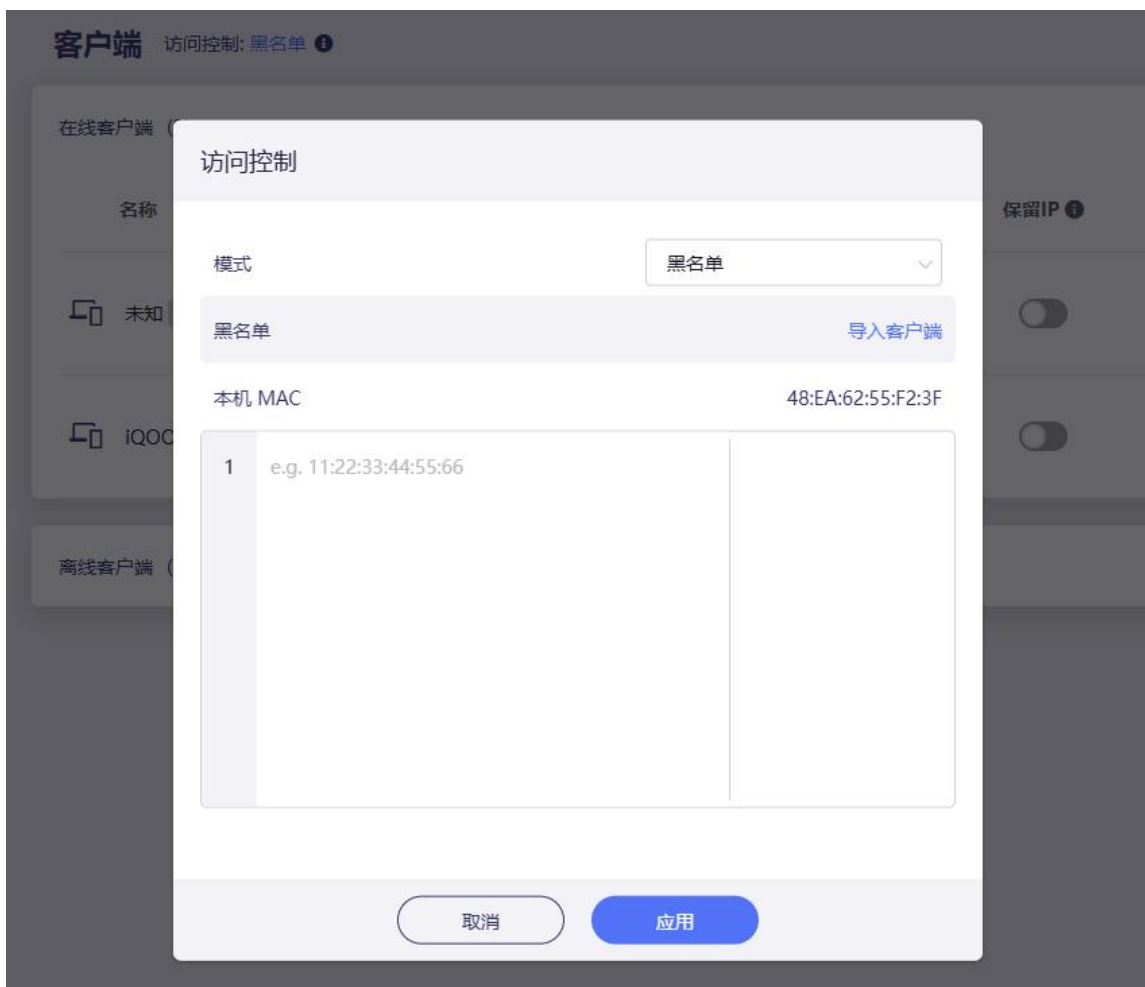 客户端 访问控制: 黑名单
在线客户端 (
访问控制
名称
保留IP
模式
黑名单
未知
黑名单
导入客户端
本机 MAC
48:EA:62:55:F2:3F
iQOO
1
e.g. 11:22:33:44:55:66
离线客户端 (
取消
应用